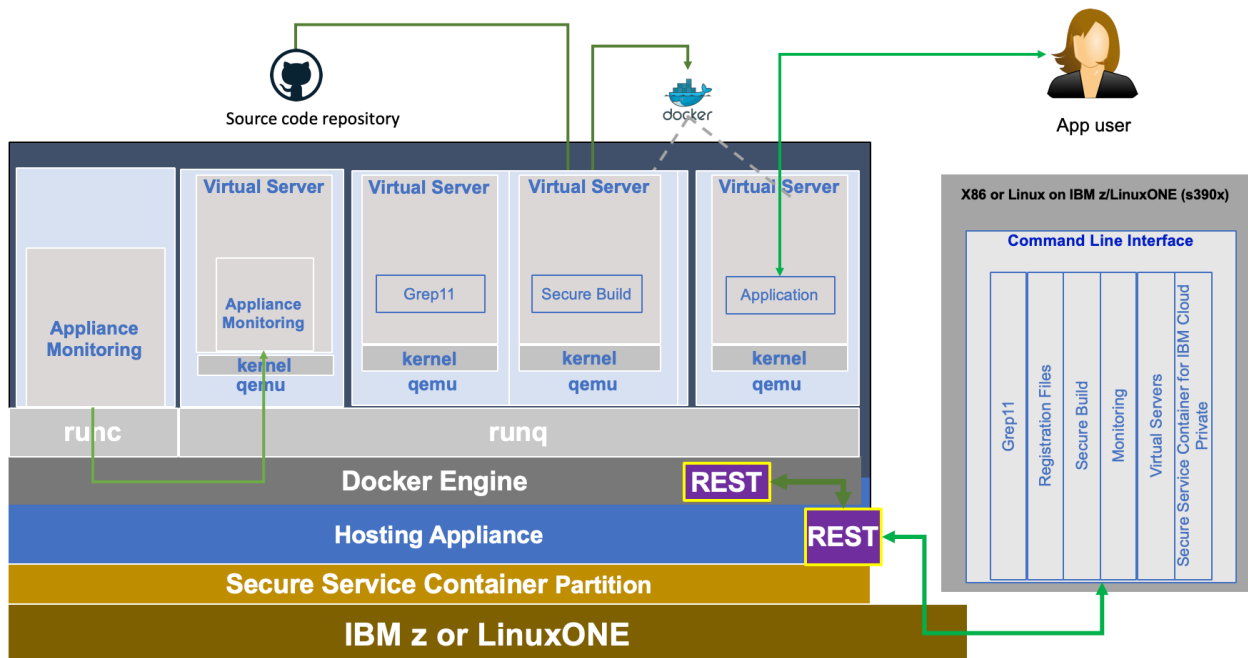 Source code repository
docker
App user
Virtual Server
Virtual Server
Virtual Server
Virtual Server
Appliance
Monitoring
Appliance
Monitoring
Grep11
Secure Build
Application
kernel
qemu
kernel
qemu
kernel
qemu
kernel
qemu
runc
runq
Docker Engine
REST
Hosting Appliance
REST
Secure Service Container Partition
IBM z or LinuxONE
X86 or Linux on IBM z/LinuxONE (s390x)
Command Line Interface
Grep11
Registration Files
Secure Build
Monitoring
Virtual Servers
Secure Service Container for IBM Cloud
Private